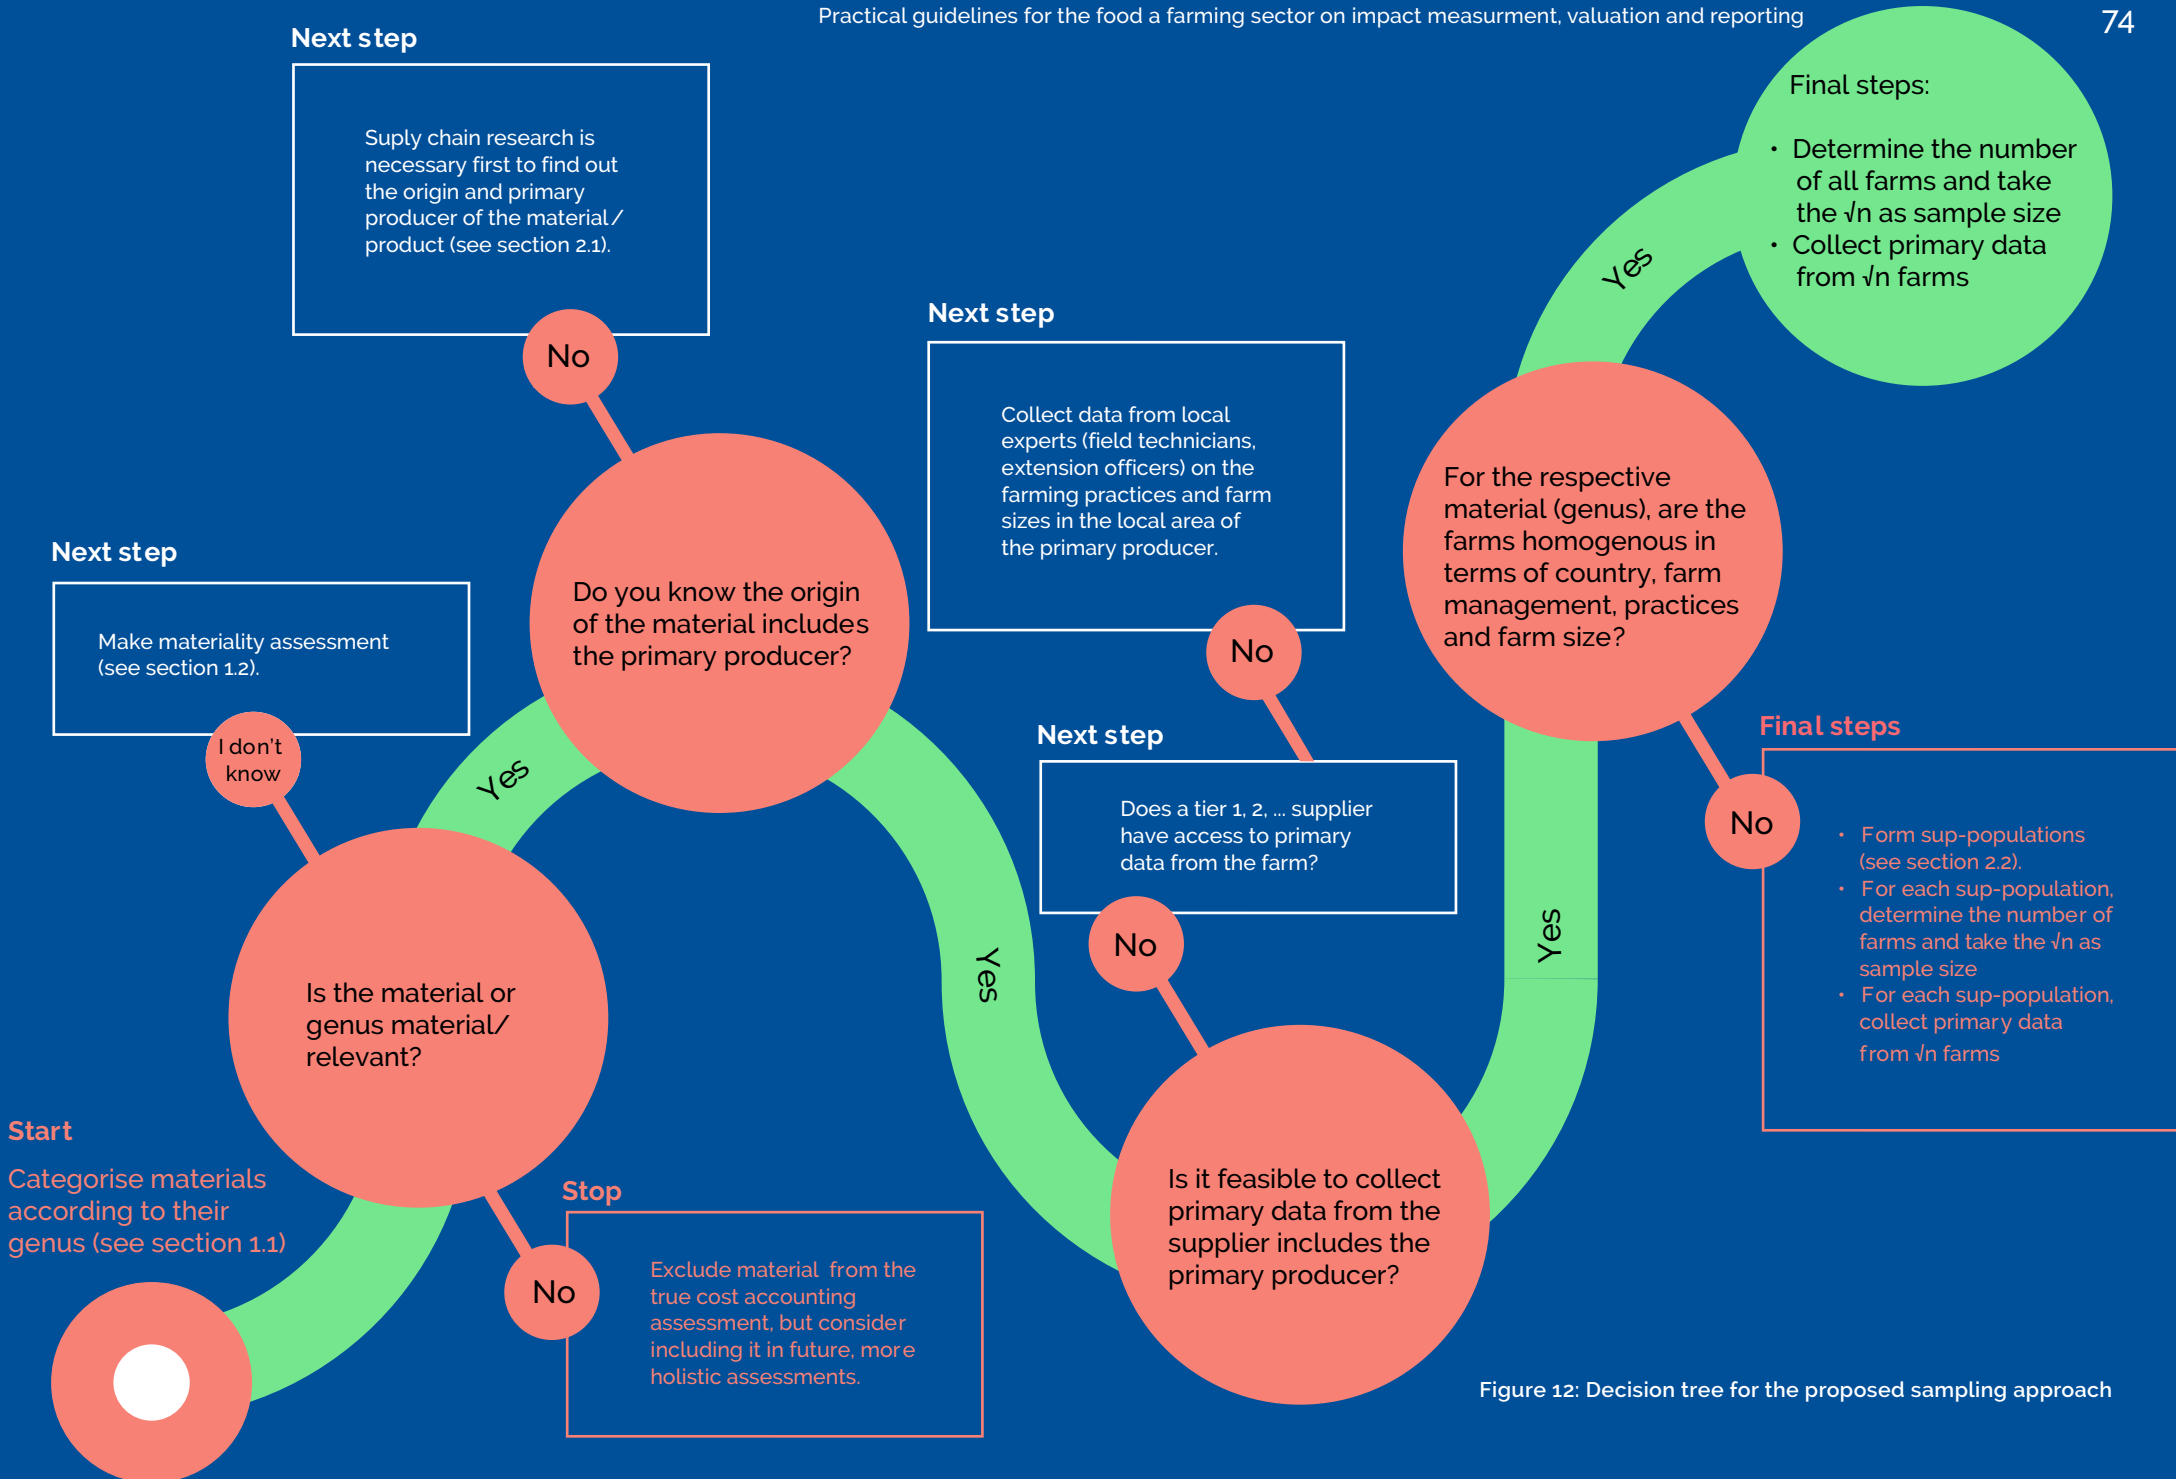 Practical guidelines for the food a farming sector on impact measurment, valuation and reporting
74
Start
Categorise materials
according to their
genus (see section 1.1)
Is the material or
genus material/
relevant?
I don't
know
Next step
Make materiality assessment
(see section 1.2).
No
Stop
Exclude material from the
true cost accounting
assessment, but consider
including it in future, more
holistic assessments.
Yes
Do you know the origin
of the material includes
the primary producer?
No
Next step
Suply chain research is
necessary first to find out
the origin and primary
producer of the material/
product (see section 2.1).
Yes
Is it feasible to collect
primary data from the
supplier includes the
primary producer?
No
Next step
Does a tier 1, 2, ... supplier
have access to primary
data from the farm?
No
Next step
Collect data from local
experts (field technicians,
extension officers) on the
farming practices and farm
sizes in the local area of
the primary producer.
Yes
For the respective
material (genus), are the
farms homogenous in
terms of country, farm
management, practices
and farm size?
No
Final steps
• Form sup-populations
(see section 2.2).
• For each sup-population,
determine the number of
farms and take the √n as
sample size
• For each sup-population,
collect primary data
from √n farms
Yes
Final steps:
• Determine the number
of all farms and take
the √n as sample size
• Collect primary data
from √n farms
Figure 12: Decision tree for the proposed sampling approach